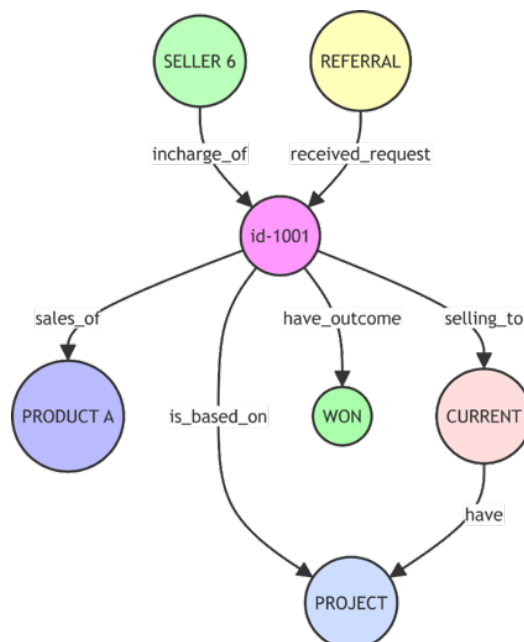 SELLER 6
REFERRAL
incharge_of
received_request
id-1001
sales_of
have_outcome
selling_to
PRODUCT A
is_based_on
WON
CURRENT
have
PROJECT